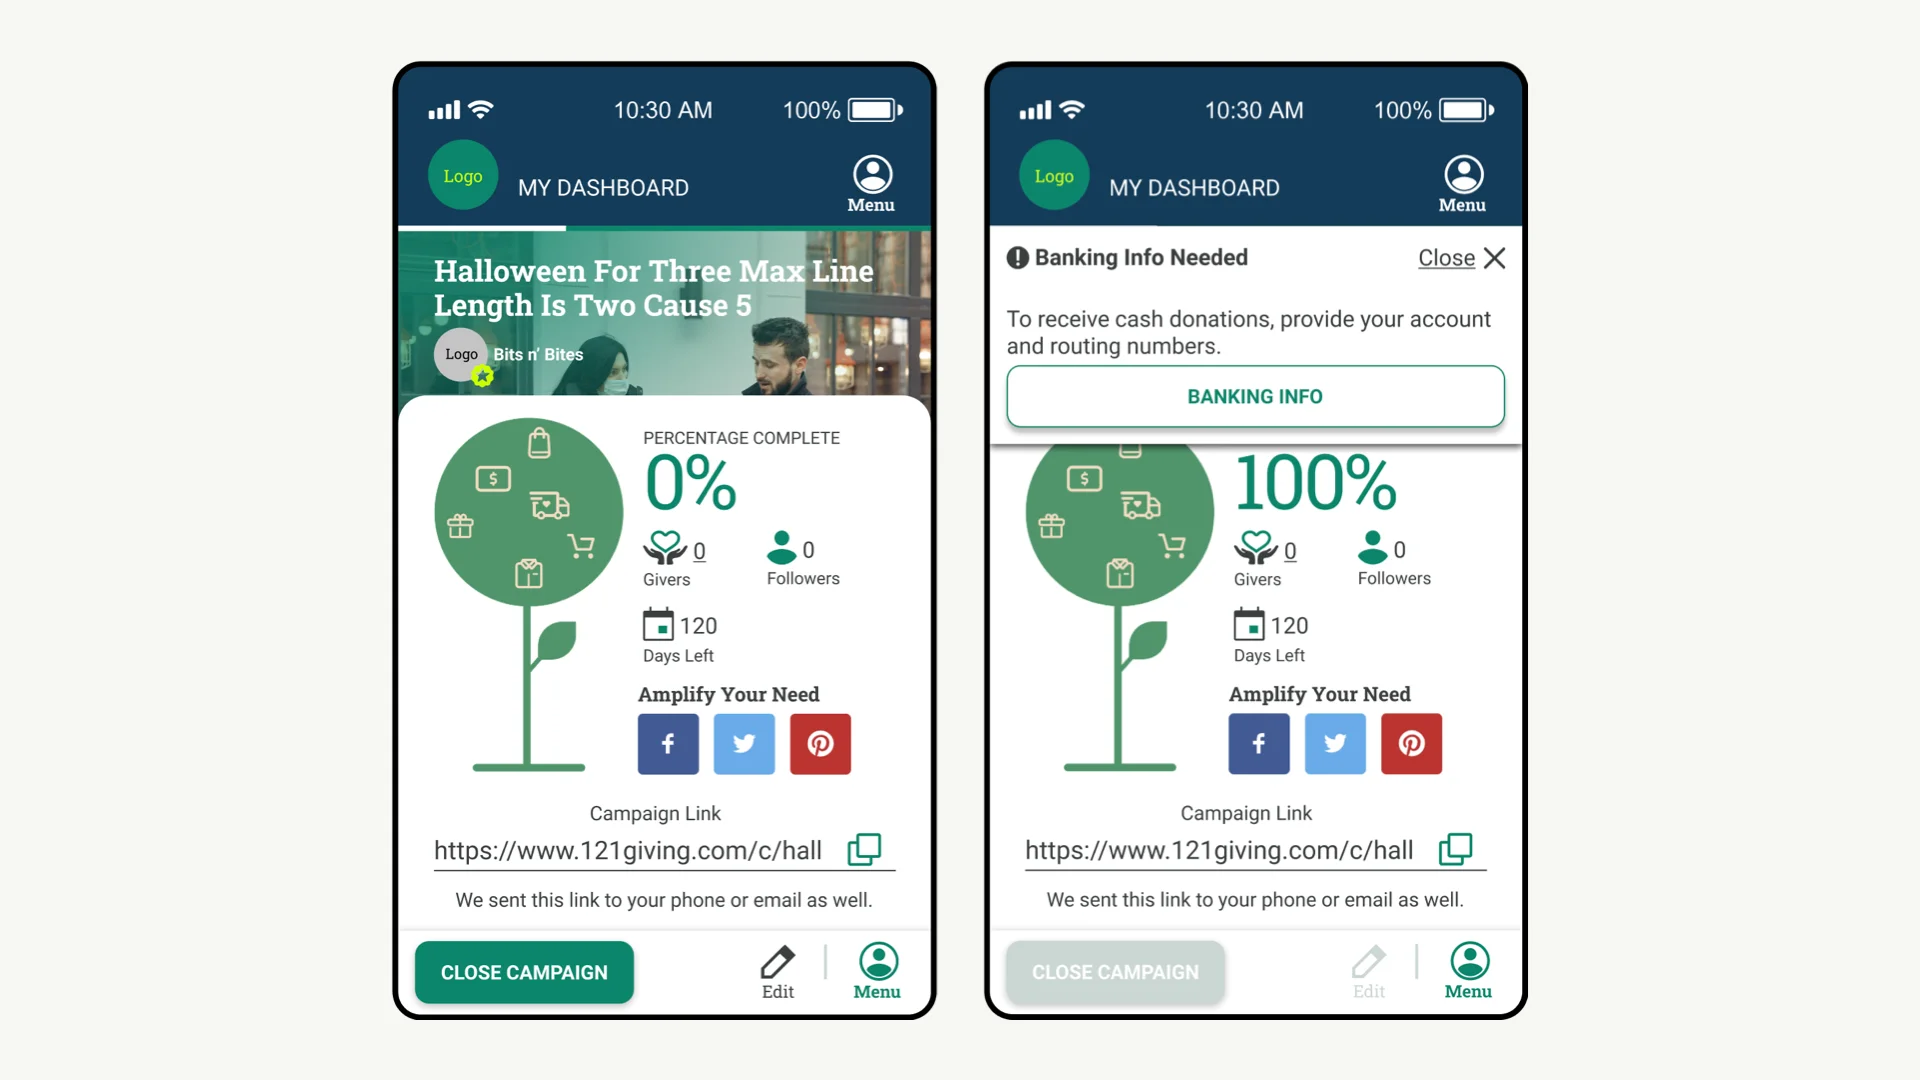 10:30 AM
100%
Logo
MY DASHBOARD
Menu
Halloween For Three Max Line
Length Is Two Cause 5
Logo
Bits n’ Bites
PERCENTAGE COMPLETE
$
0%
0
Givers
0
Followers
120
Days Left
Amplify Your Need
Campaign Link
https://www.121giving.com/c/hall
We sent this link to your phone or email as well.
CLOSE CAMPAIGN
Edit
Menu
10:30 AM
100%
Logo
MY DASHBOARD
Menu
Banking Info Needed
Close
To receive cash donations, provide your account
and routing numbers.
BANKING INFO
$
100%
0
Givers
0
Followers
120
Days Left
Amplify Your Need
Campaign Link
https://www.121giving.com/c/hall
We sent this link to your phone or email as well.
CLOSE CAMPAIGN
Edit
Menu